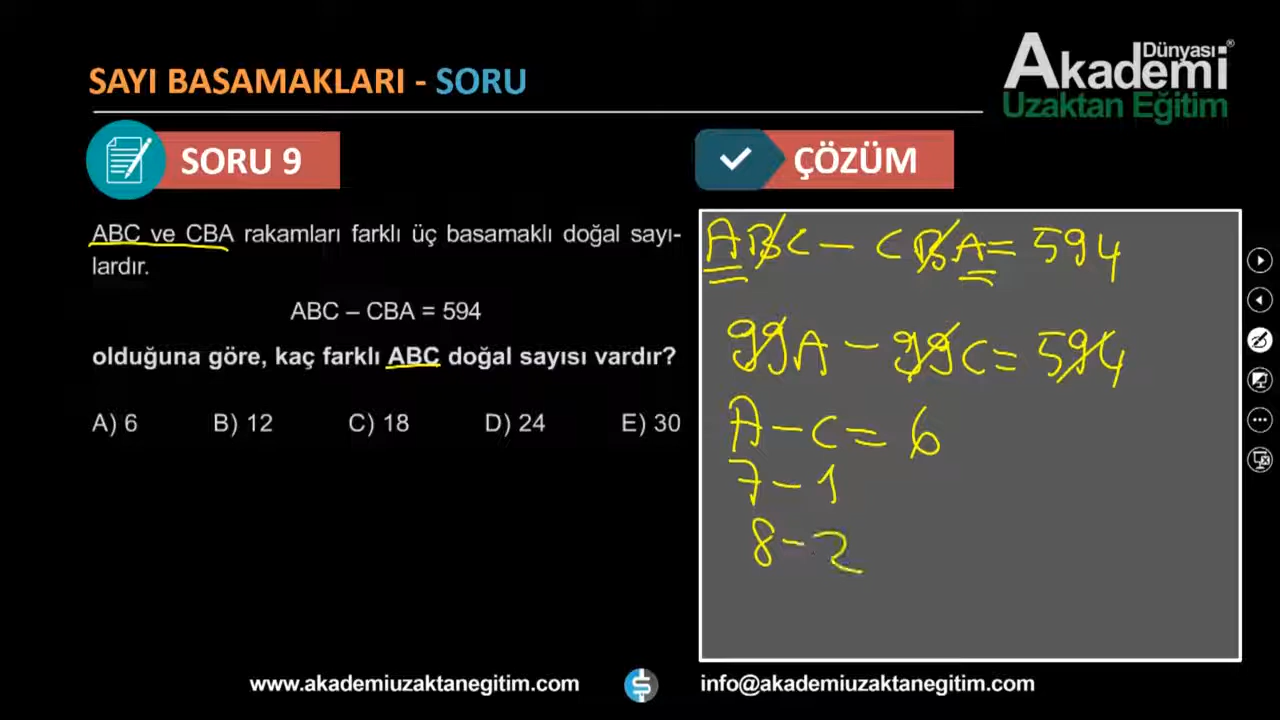 SAYI BASAMAKLARI - SORU
Akademi Dünyası®
Uzaktan Eğitim
SORU 9
ABC ve CBA rakamları farklı üç basamaklı doğal sayı-
lardır.
ABC – CBA = 594
olduğuna göre, kaç farklı ABC doğal sayısı vardır?
A) 6 B) 12 C) 18 D) 24 E) 30
ÇÖZÜM
ABC - CBA = 594
99A - 99C = 594
A - C = 6
7 - 1
8 - 2
www.akademiuzaktanegitim.com
info@akademiuzaktanegitim.com